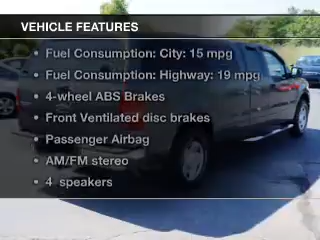 VEHICLE FEATURES
• Fuel Consumption: City: 15 mpg
• Fuel Consumption: Highway: 19 mpg
• 4-wheel ABS Brakes
• Front Ventilated disc brakes
• Passenger Airbag
• AM/FM stereo
• 4 speakers